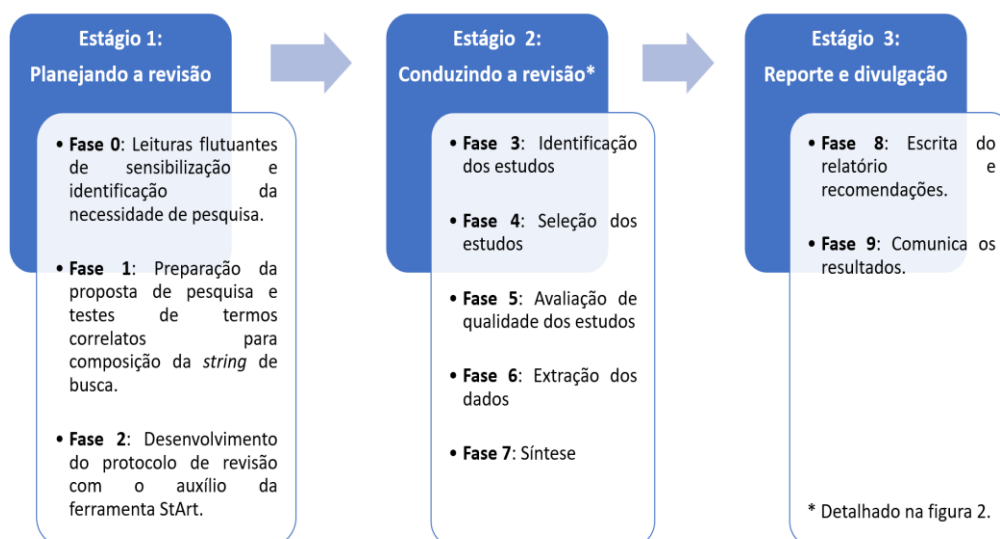 Estágio 1:
Planejando a revisão
• Fase 0: Leituras flutuantes
de sensibilização e
identificação da
necessidade de pesquisa.
• Fase 1: Preparação da
proposta de pesquisa e
testes de termos
correlatos para
composição da string de
busca.
• Fase 2: Desenvolvimento
do protocolo de revisão
com o auxílio da
ferramenta StArt.
Estágio 2:
Conduzindo a revisão*
• Fase 3: Identificação
dos estudos
• Fase 4: Seleção dos
estudos
• Fase 5: Avaliação de
qualidade dos estudos
• Fase 6: Extração dos
dados
• Fase 7: Síntese
Estágio 3:
Reporte e divulgação
• Fase 8: Escrita do
relatório e
recomendações.
• Fase 9: Comunica os
resultados.
* Detalhado na figura 2.